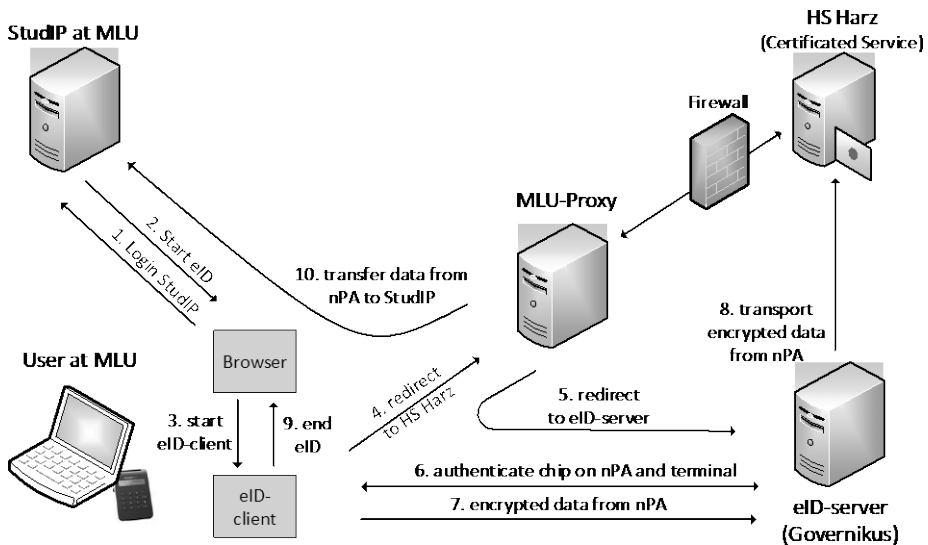 StudIP at MLU
HS Harz
(Certificated Service)
Firewall
MLU-Proxy
1. Login StudIP
2. Start eID
10. transfer data from
nPA to StudIP
8. transport
encrypted data
from nPA
User at MLU
Browser
3. start
eID-client
9. end
eID
4. redirect
to HS Harz
5. redirect
to eID-server
6. authenticate chip on nPA and terminal
7. encrypted data from nPA
eID-
client
eID-server
(Governikus)